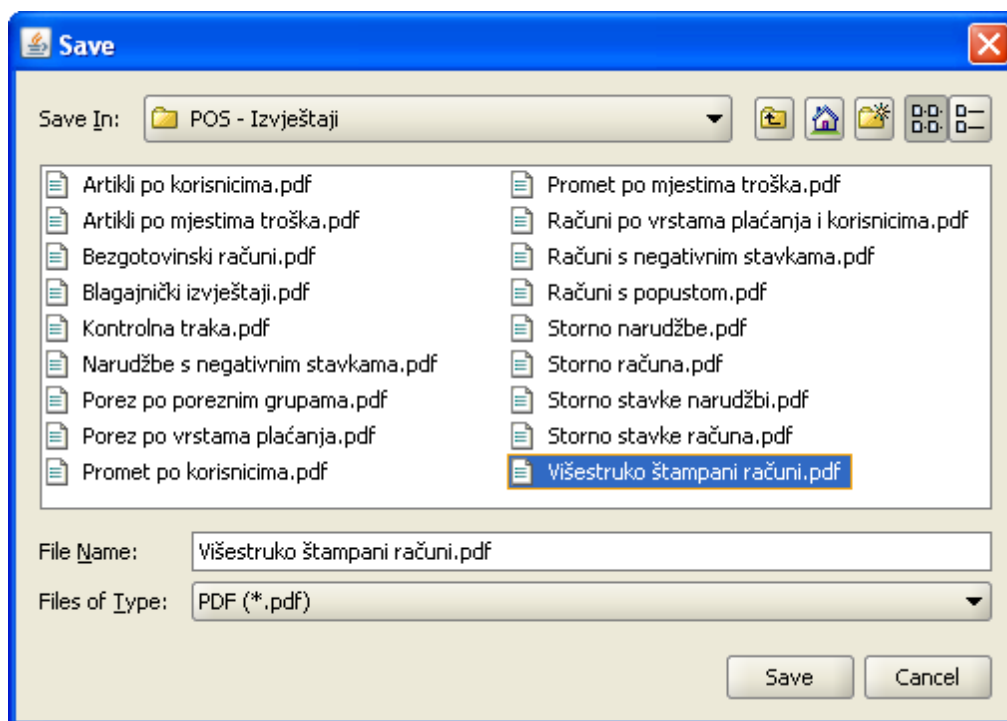 Save
Save In: POS - Izvještaji
Artikli po korisnicima.pdf
Artikli po mjestima troška.pdf
Bezgotovinski računi.pdf
Blagajnički izvještaji.pdf
Kontrolna traka.pdf
Narudžbe s negativnim stavkama.pdf
Porez po poreznim grupama.pdf
Porez po vrstama plaćanja.pdf
Promet po korisnicima.pdf
Promet po mjestima troška.pdf
Računi po vrstama plaćanja i korisnicima.pdf
Računi s negativnim stavkama.pdf
Računi s popustom.pdf
Storno narudžbe.pdf
Storno računa.pdf
Storno stavke narudžbi.pdf
Storno stavke računa.pdf
Višestruko štampani računi.pdf
File Name: Višestruko štampani računi.pdf
Files of Type: PDF (*.pdf)
Save Cancel